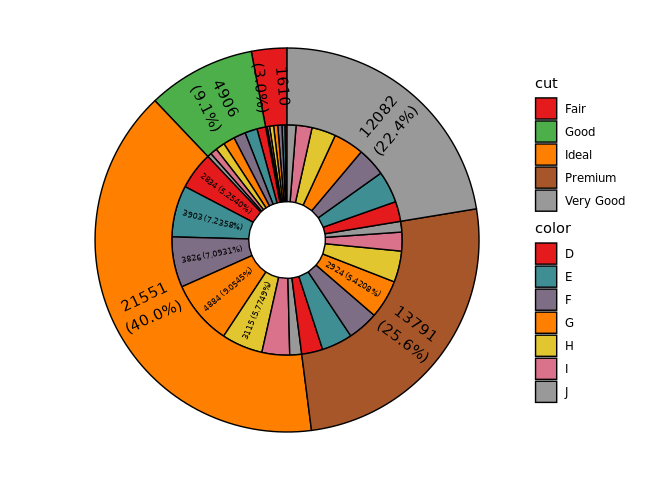 1610
(3.0%)
4906
(9.1%)
12082
(22.4%)
2834 (5.2540%)
3903 (7.2358%)
3826 (7.0931%)
4884 (9.0545%)
3115 (5.7749%)
2924 (5.4208%)
21551
(40.0%)
13791
(25.6%)
cut
Fair
Good
Ideal
Premium
Very Good
color
D
E
F
G
H
I
J